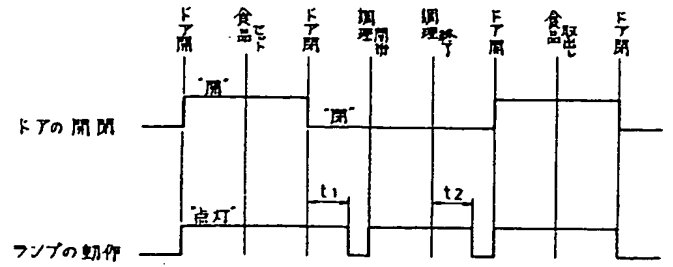 ドア開
食品セット
ドア閉
調理開始
調理終了
ドア開
食品取出し
ドア閉
"開"
"閉"
ドアの開閉
t1
t2
"点灯"
ランプの動作